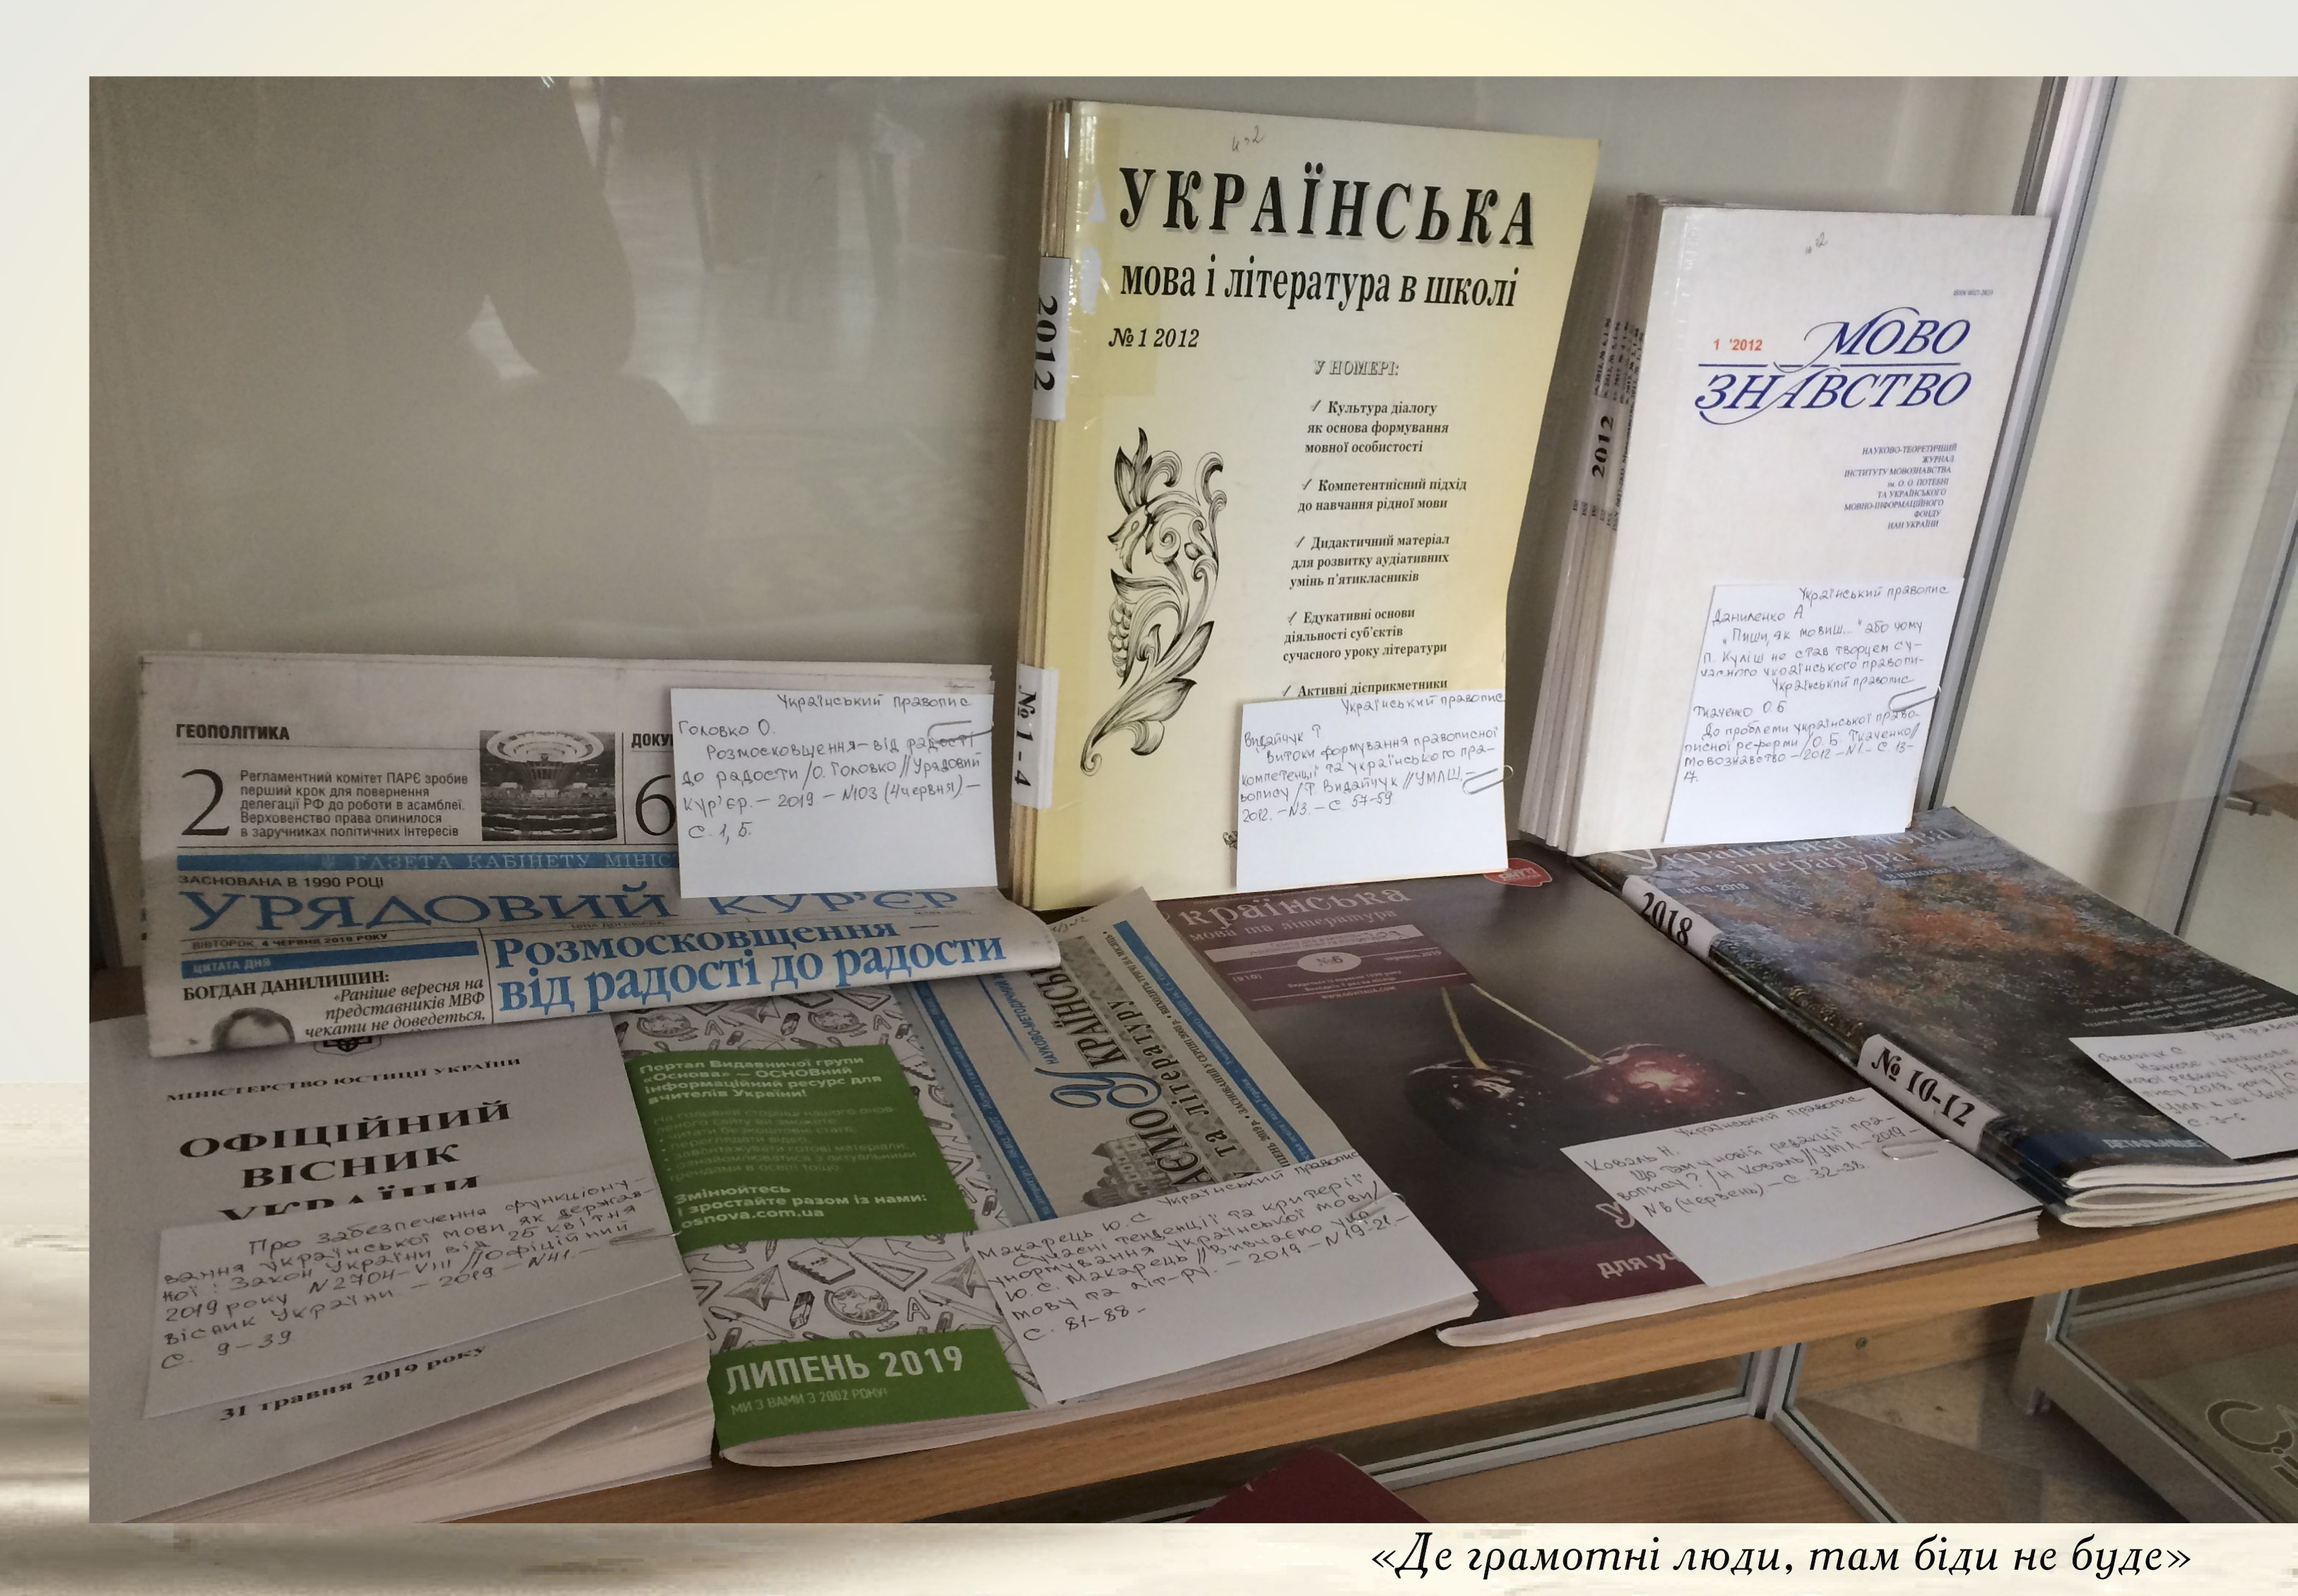 ГЕОПОЛІТИКА
2
Регламентний комітет ПАРЄ зробив
перший крок для повернення
делегації РФ до роботи в асамблеї.
Верховенство права опинилося
в заручниках політичних інтересів
6
ГАЗЕТА КАБІНЕТУ МІНІС
ЗАСНОВАНА В 1990 РОЦІ
УРЯДОВИЙ КУР'ЄР
ВІВТОРОК, 4 ЧЕРВНЯ 2019 РОКУ
ЦИТАТА ДНЯ
БОГДАН ДАНИЛИШИН:
«Раніше вересня на
представників МВФ
чекати не доведеться,
Розмосковщення –
від радості до радости
Український правопис
Головко О.
Розмосковщення – від радості
до радости / О. Головко // Урядовий
Кур'єр. – 2019 – №103 (4 червня) –
С. 1, 5.
УКРАЇНСЬКА
мова і література в школі
№ 1 2012
У НОМЕРІ:
✓ Культура діалогу
як основа формування
мовної особистості
✓ Компетентнісний підхід
до навчання рідної мови
✓ Дидактичний матеріал
для розвитку аудіативних
умінь п'ятикласників
✓ Едукативні основи
діяльності суб'єктів
сучасного уроку літератури
✓ Активні дієприкметники
2012
№ 1 - 4
Український правопис
Видайчук Т
Витоки формування правописної
компетенції та українського пра-
вопису / Т. Видайчук // УМЛШ. –
2012. – №3. – С 57-59
1 '2012
МОВО
ЗНАВСТВО
НАУКОВО-ТЕОРЕТИЧНИЙ
ЖУРНАЛ
ІНСТИТУТУ МОВОЗНАВСТВА
ім. О. О. ПОТЕБНІ
ТА УКРАЇНСЬКОГО
МОВНО-ІНФОРМАЦІЙНОГО
ФОНДУ
НАН УКРАЇНИ
2012
Український правопис
Даниленко А
„Пиши, як мовиш..." або чому
П. Куліш не став творцем су-
часного українського правопи-
Український правопис
Ткаченко О. Б
До проблеми української право-
писної реформи / О. Б Ткаченко //
Мовознавство – 2012 – №1. – С 13-
17.
МІНІСТЕРСТВО ЮСТИЦІЇ УКРАЇНИ
ОФІЦІЙНИЙ
ВІСНИК
УКРАЇНИ
Про забезпечення функціону-
вання української мови як держав-
ної : Закон України від 25 квітня
2019 року №2704-VIII // Офіційний
вісник України – 2019 – №41. –
С. 9-39
31 травня 2019 року
Портал Видавничої групи
«Основа» — ОСНОВний
інформаційний ресурс для
вчителів України!
Змінюйтесь
і зростайте разом із нами:
osnova.com.ua
ЛИПЕНЬ 2019
МИ З ВАМИ З 2002 РОКУ!
Український правопис
Макарець Ю. С
Сучасні тенденції та критерії
унормування української мови /
Ю. С. Макарець // Вивчаємо укр
мову та літ-ру. – 2019 – №19-21 –
С. 81-88 –
країнська
мова та література
№6
ДЛЯ УЧ
Український правопис
Коваль Н.
Що там у новій редакції пра-
вопису? / Н Коваль // УМЛ – 2019 –
№6 (червень) – С. 32-38.
Українська мова
література
№ 10, 2018
2018
№ 10-12
«Де грамотні люди, там біди не буде»